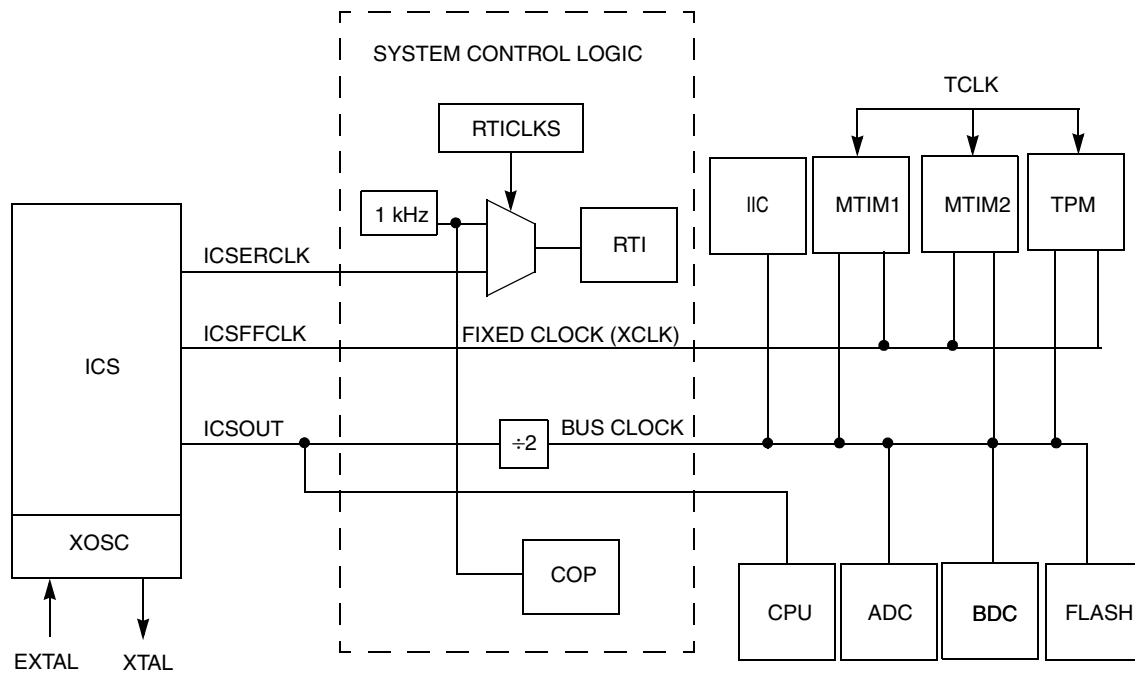 SYSTEM CONTROL LOGIC
TCLK
RTICLKS
1 kHz
IIC
MTIM1
MTIM2
TPM
RTI
ICSERCLK
ICSFFCLK
FIXED CLOCK (XCLK)
ICS
ICSOUT
÷2
BUS CLOCK
XOSC
COP
CPU
ADC
BDC
FLASH
EXTAL
XTAL